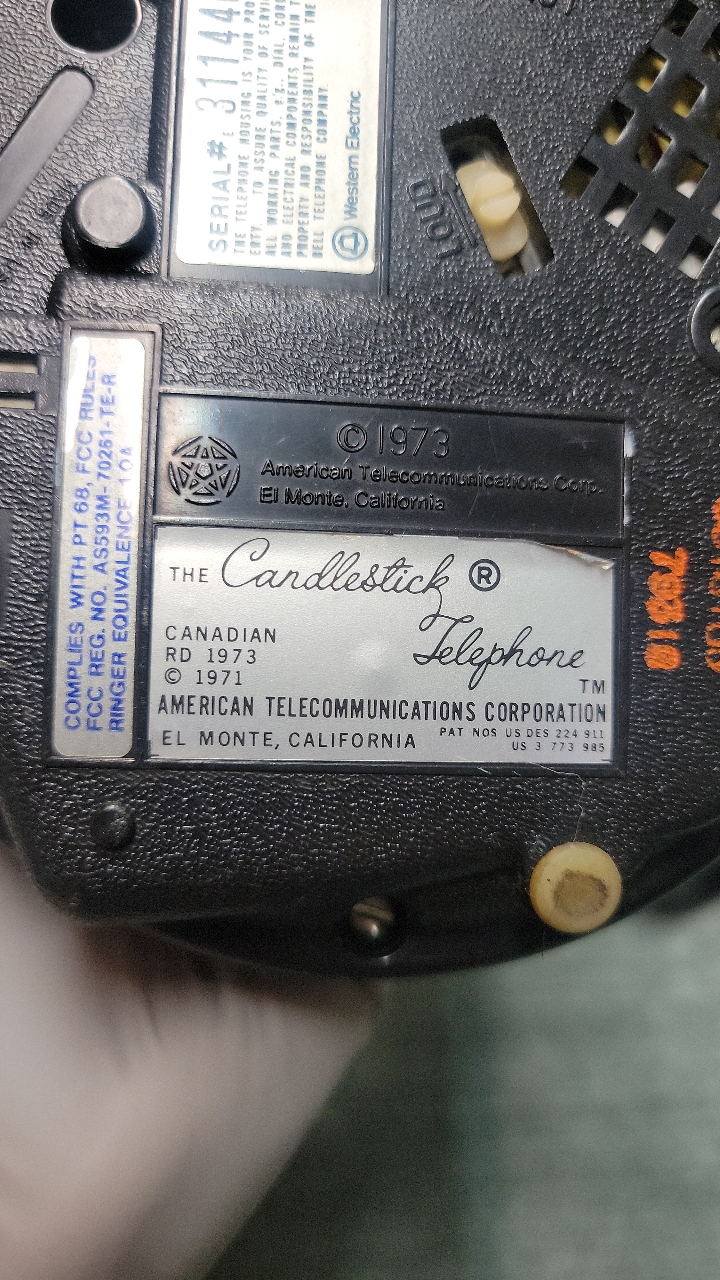 SERIAL# E 31144
THE TELEPHONE HOUSING IS YOUR
ERTY. TO ASSURE QUALITY OF
ALL WORKING PARTS, e.g. DIAL,
AND ELECTRICAL COMPONENTS REMAIN
PROPERTY AND RESPONSIBILITY OF THE
BELL TELEPHONE COMPANY.
Western Electric
LOUD
COMPLIES WITH PT 68, FCC RULES
FCC REG. NO. AS593M-70261-TE-R
RINGER EQUIVALENCE 1.0A
© 1973
American Telecommunications Corp.
El Monte, California
THE Candlestick ®
Telephone
TM
CANADIAN
RD 1973
© 1971
AMERICAN TELECOMMUNICATIONS CORPORATION
EL MONTE, CALIFORNIA
PAT NOS US DES 224 911
US 3 773 985